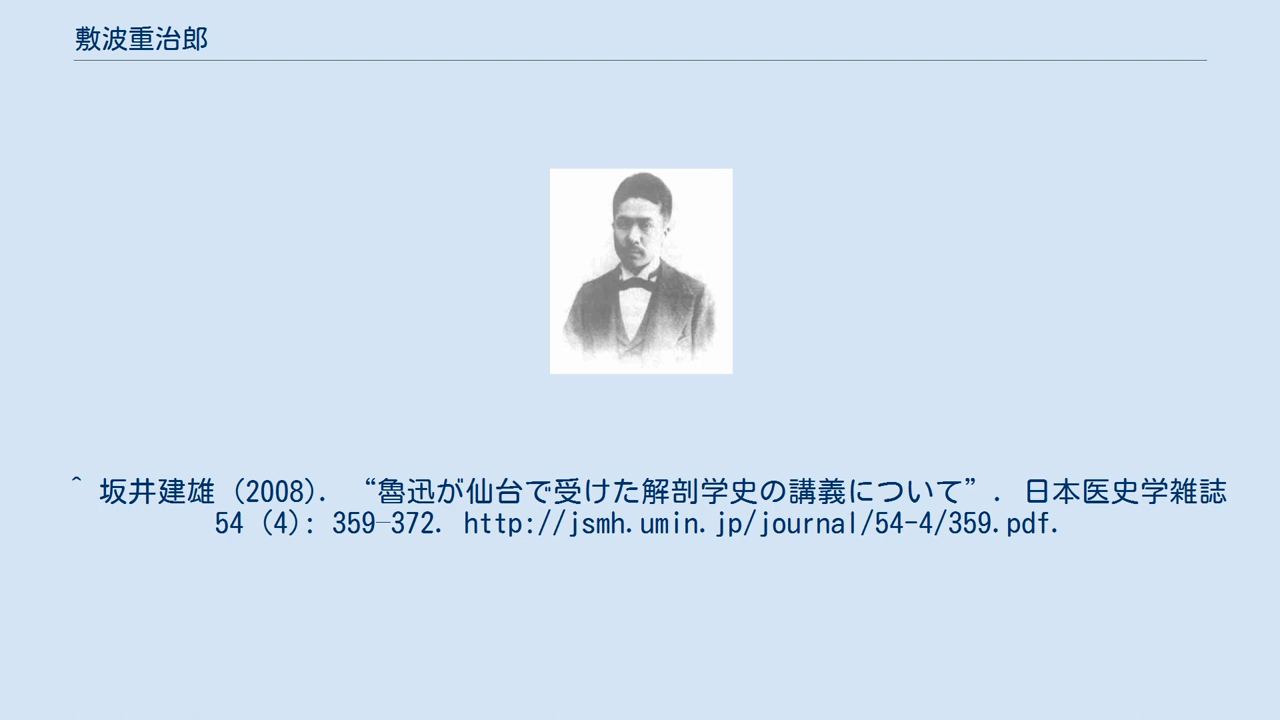 敷波重治郎
^ 坂井建雄 (2008). “魯迅が仙台で受けた解剖学史の講義について”. 日本医史学雑誌
54 (4): 359–372. http://jsmh.umin.jp/journal/54-4/359.pdf.